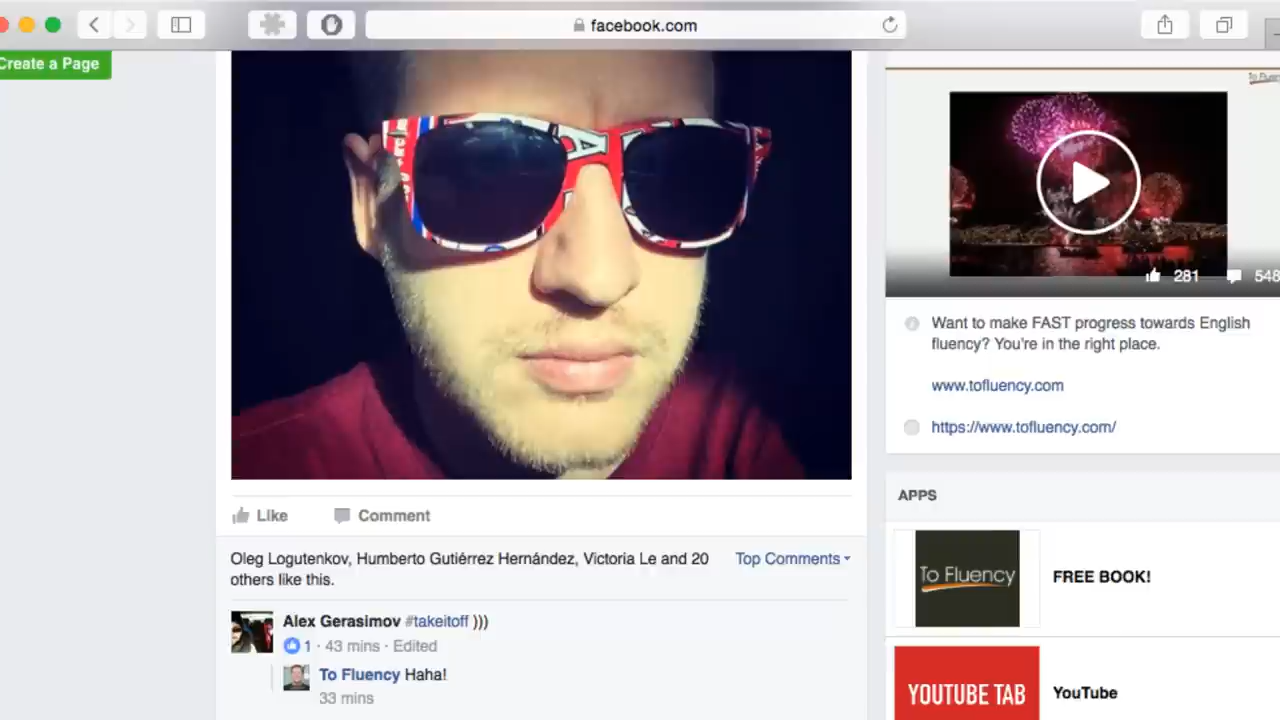 facebook.com
Create a Page
281
548
Want to make FAST progress towards English
fluency? You're in the right place.
www.tofluency.com
https://www.tofluency.com/
Like
Comment
APPS
Oleg Logutenkov, Humberto Gutiérrez Hernández, Victoria Le and 20
others like this.
Top Comments
To Fluency
FREE BOOK!
Alex Gerasimov #takeitoff )))
1 · 43 mins · Edited
To Fluency Haha!
33 mins
YOUTUBE TAB
YouTube